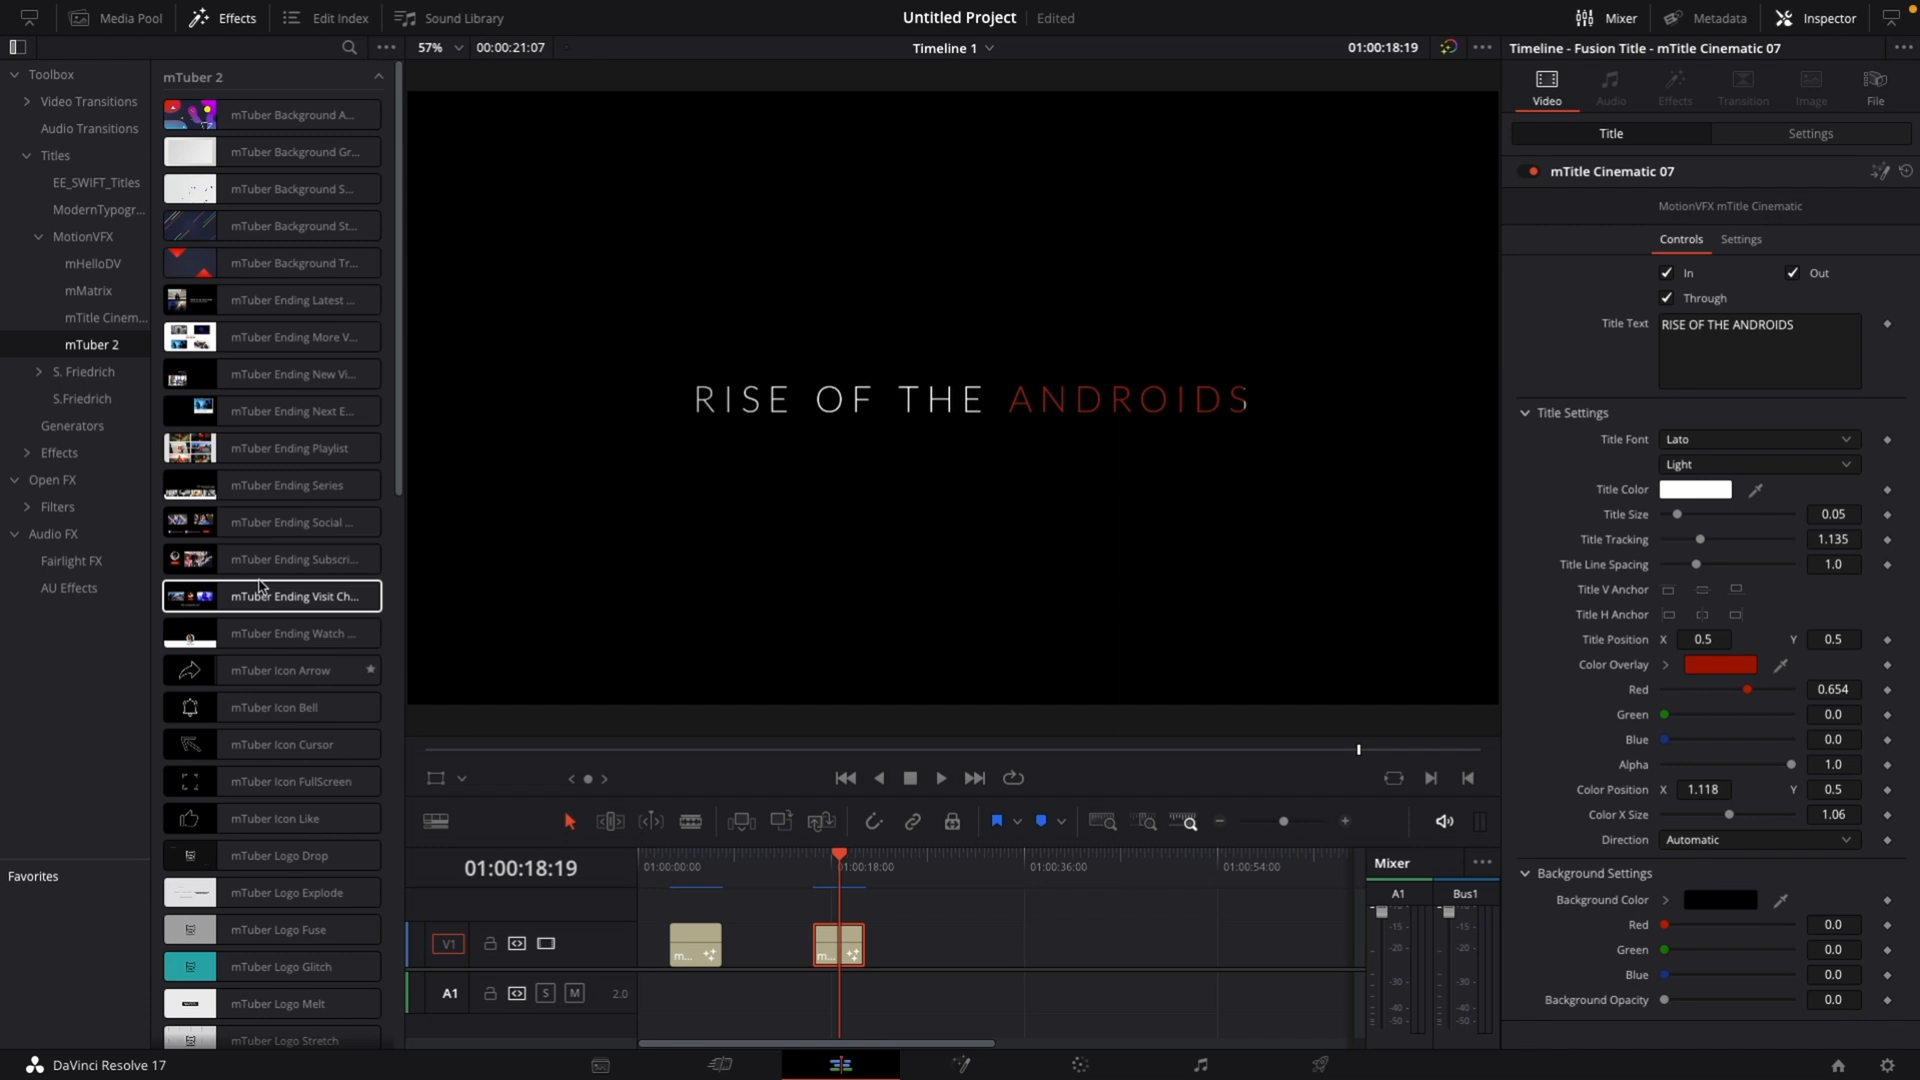 Media Pool
Effects
Edit Index
Sound Library
Untitled Project
Edited
Mixer
Metadata
Inspector
57%
00:00:21:07
Timeline 1
01:00:18:19
Timeline - Fusion Title - mTitle Cinematic 07
Toolbox
Video Transitions
Audio Transitions
Titles
EE_SWIFT_Titles
ModernTypogr...
MotionVFX
mHelloDV
mMatrix
mTitle Cinem...
mTuber 2
S. Friedrich
S.Friedrich
Generators
Effects
Open FX
Filters
Audio FX
Fairlight FX
AU Effects
Favorites
mTuber 2
mTuber Background A...
mTuber Background Gr...
mTuber Background S...
mTuber Background St...
mTuber Background Tr...
mTuber Ending Latest ...
mTuber Ending More V...
mTuber Ending New Vi...
mTuber Ending Next E...
mTuber Ending Playlist
mTuber Ending Series
mTuber Ending Social ...
mTuber Ending Subscri...
mTuber Ending Visit Ch...
mTuber Ending Watch ...
mTuber Icon Arrow
mTuber Icon Bell
mTuber Icon Cursor
mTuber Icon FullScreen
mTuber Icon Like
mTuber Logo Drop
mTuber Logo Explode
mTuber Logo Fuse
mTuber Logo Glitch
mTuber Logo Melt
mTuber Logo Stretch
RISE OF THE ANDROIDS
01:00:18:19
01:00:00:00
01:00:18:00
01:00:36:00
01:00:54:00
V1
m...
m...
A1
S
M
2.0
Mixer
A1
Bus1
-15-
-15-
-20-
-20-
-30-
-30-
-40-
-40-
-50-
-50-
Video
Audio
Effects
Transition
Image
File
Title
Settings
mTitle Cinematic 07
MotionVFX mTitle Cinematic
Controls
Settings
In
Out
Through
Title Text
RISE OF THE ANDROIDS
Title Settings
Title Font
Lato
Light
Title Color
Title Size
0.05
Title Tracking
1.135
Title Line Spacing
1.0
Title V Anchor
Title H Anchor
Title Position X 0.5 Y 0.5
Color Overlay
Red
0.654
Green
0.0
Blue
0.0
Alpha
1.0
Color Position X 1.118 Y 0.5
Color X Size
1.06
Direction
Automatic
Background Settings
Background Color
Red
0.0
Green
0.0
Blue
0.0
Background Opacity
0.0
DaVinci Resolve 17